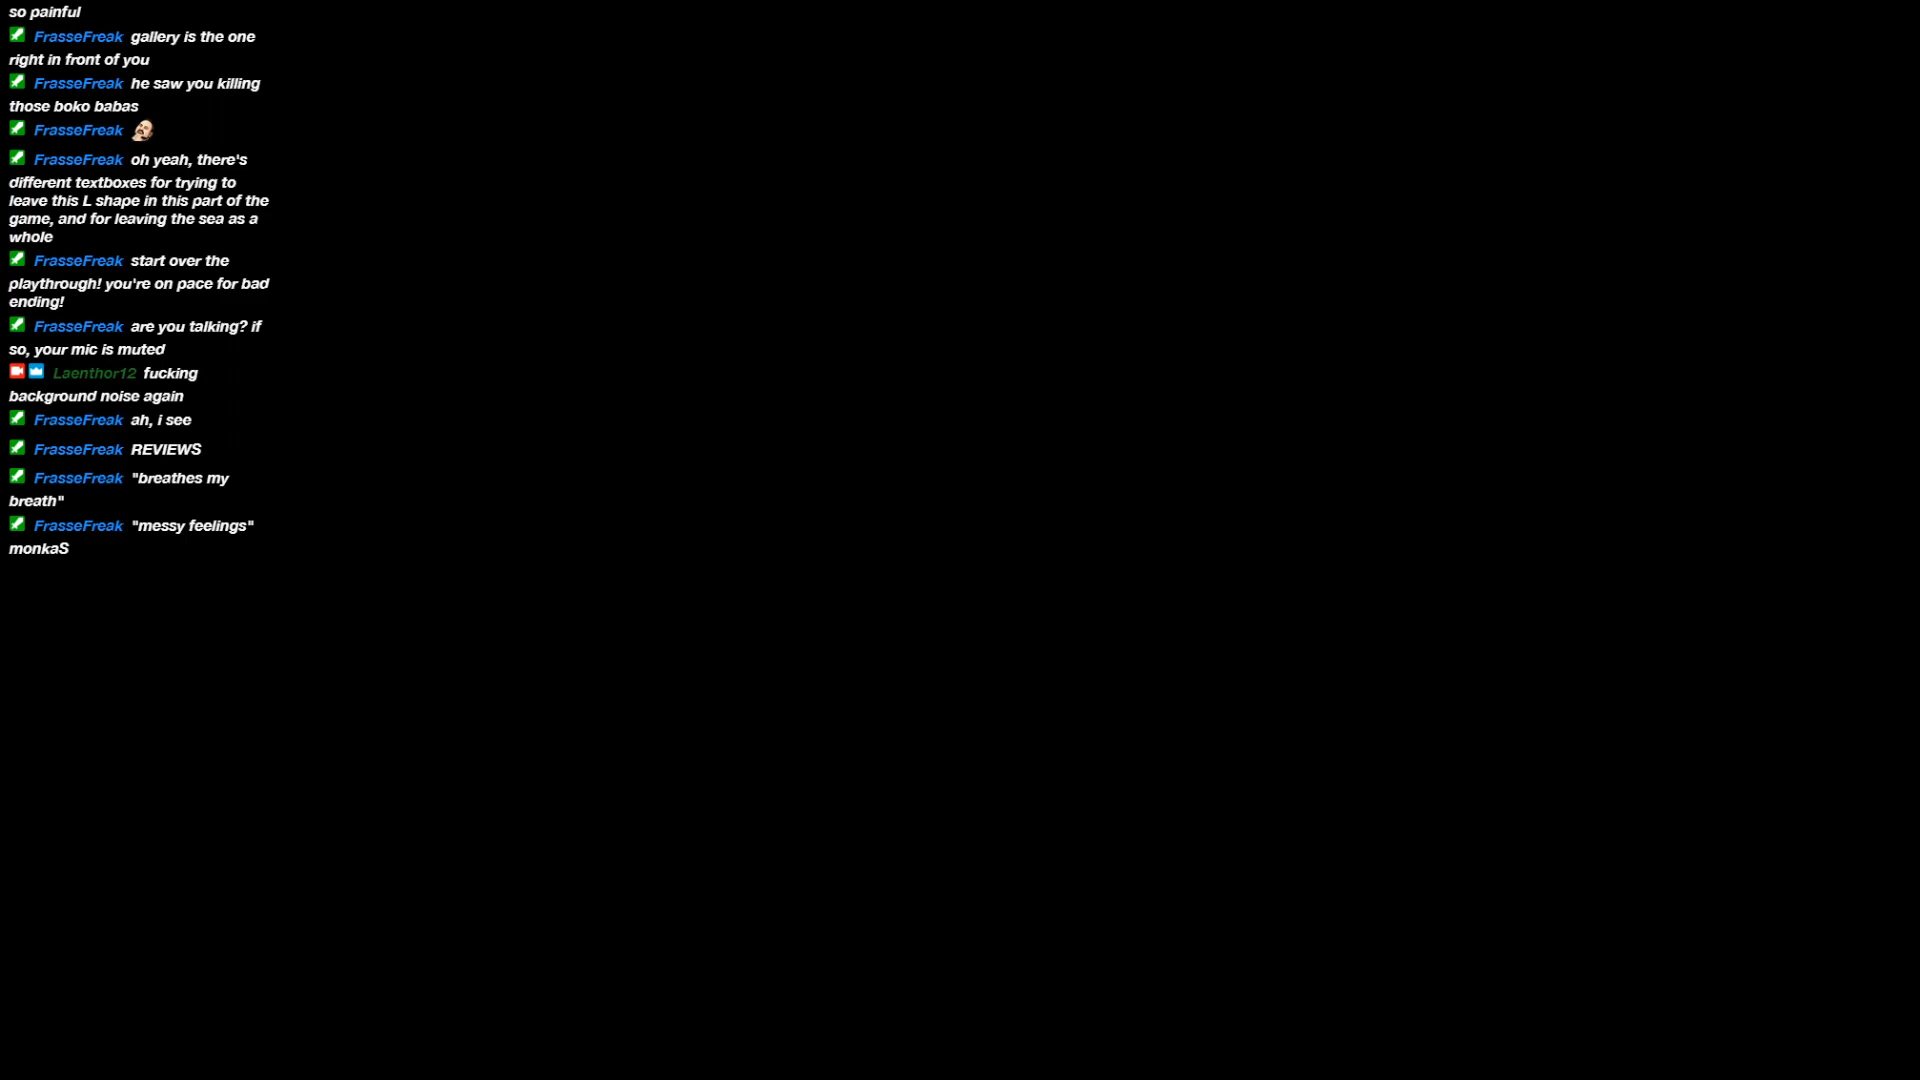 so painful
FrasseFreak gallery is the one
right in front of you
FrasseFreak he saw you killing
those boko babas
FrasseFreak
FrasseFreak oh yeah, there's
different textboxes for trying to
leave this L shape in this part of the
game, and for leaving the sea as a
whole
FrasseFreak start over the
playthrough! you're on pace for bad
ending!
FrasseFreak are you talking? if
so, your mic is muted
Laenthor12 fucking
background noise again
FrasseFreak ah, i see
FrasseFreak REVIEWS
FrasseFreak "breathes my
breath"
FrasseFreak "messy feelings"
monkaS